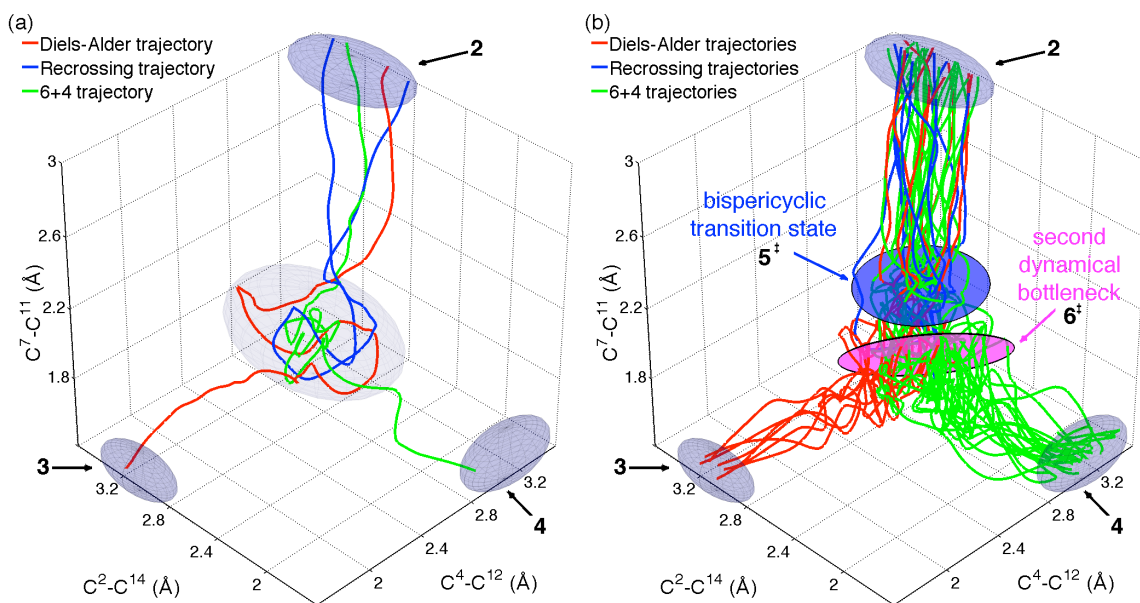 (a)
Diels-Alder trajectory
Recrossing trajectory
6+4 trajectory
2
3
2.6
2.2
1.8
C⁷-C¹¹ (Å)
3
3.2
2.8
2.4
2
C²-C¹⁴ (Å)
3.2
2.8
2.4
2
C⁴-C¹² (Å)
4
(b)
Diels-Alder trajectories
Recrossing trajectories
6+4 trajectories
2
bispericyclic
transition state
5‡
second
dynamical
bottleneck
6‡
3
2.6
2.2
1.8
C⁷-C¹¹ (Å)
3
3.2
2.8
2.4
2
C²-C¹⁴ (Å)
3.2
2.8
2.4
2
C⁴-C¹² (Å)
4